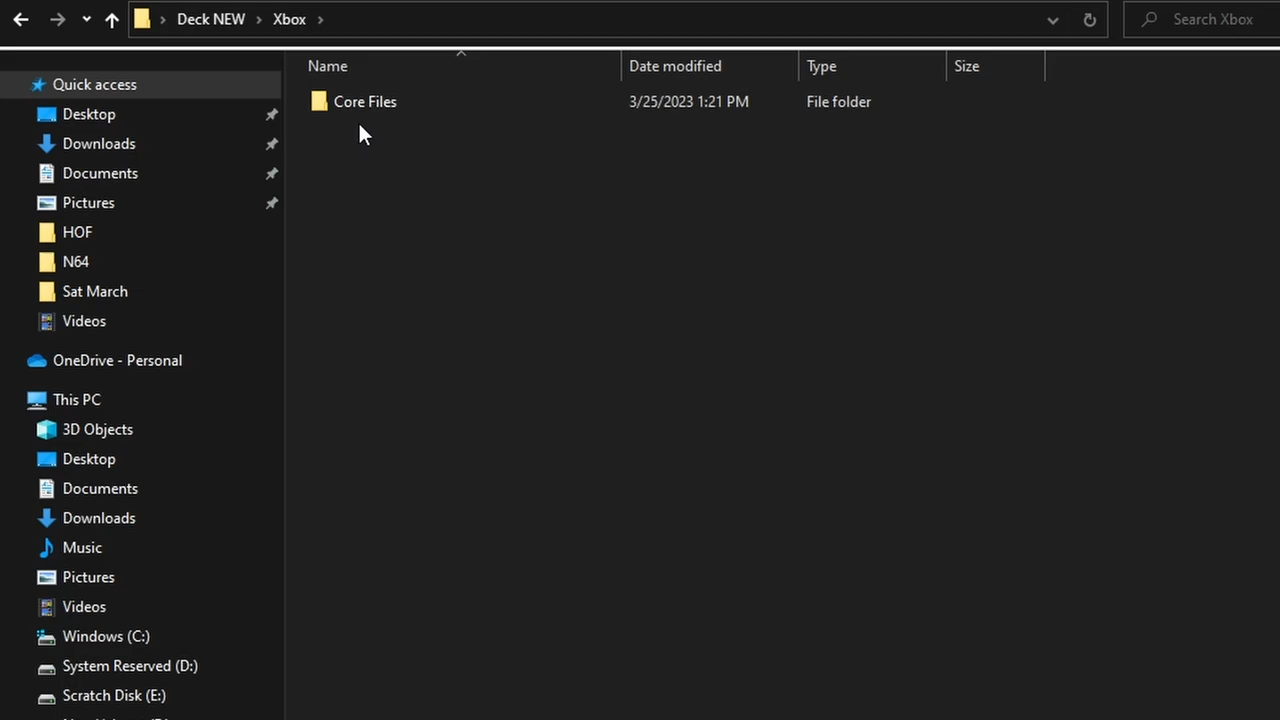 Deck NEW > Xbox >
Search Xbox
Name Date modified Type Size
Quick access
Core Files 3/25/2023 1:21 PM File folder
Desktop
Downloads
Documents
Pictures
HOF
N64
Sat March
Videos
OneDrive - Personal
This PC
3D Objects
Desktop
Documents
Downloads
Music
Pictures
Videos
Windows (C:)
System Reserved (D:)
Scratch Disk (E:)